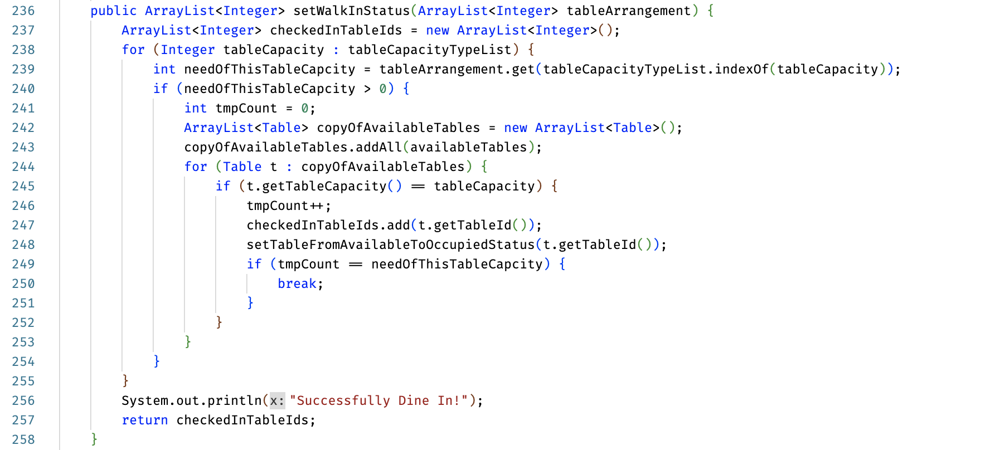 236 public ArrayList<Integer> setWalkInStatus(ArrayList<Integer> tableArrangement) {
237 ArrayList<Integer> checkedInTableIds = new ArrayList<Integer>();
238 for (Integer tableCapacity : tableCapacityTypeList) {
239 int needOfThisTableCapcity = tableArrangement.get(tableCapacityTypeList.indexOf(tableCapacity));
240 if (needOfThisTableCapcity > 0) {
241 int tmpCount = 0;
242 ArrayList<Table> copyOfAvailableTables = new ArrayList<Table>();
243 copyOfAvailableTables.addAll(availableTables);
244 for (Table t : copyOfAvailableTables) {
245 if (t.getTableCapacity() == tableCapacity) {
246 tmpCount++;
247 checkedInTableIds.add(t.getTableId());
248 setTableFromAvailableToOccupiedStatus(t.getTableId());
249 if (tmpCount == needOfThisTableCapcity) {
250 break;
251 }
252 }
253 }
254 }
255 }
256 System.out.println(x: "Successfully Dine In!");
257 return checkedInTableIds;
258 }